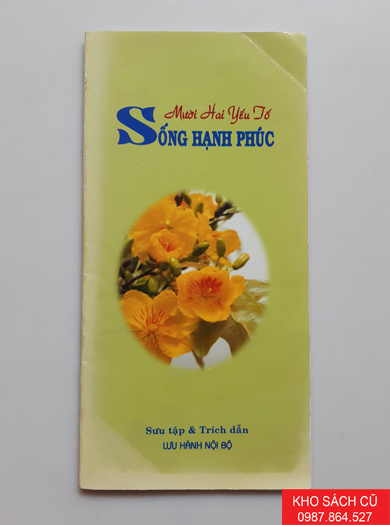 Mười Hai Yếu Tố
SỐNG HẠNH PHÚC
Sưu tập & Trích dẫn
LƯU HÀNH NỘI BỘ
KHO SÁCH CŨ
0987.864.527